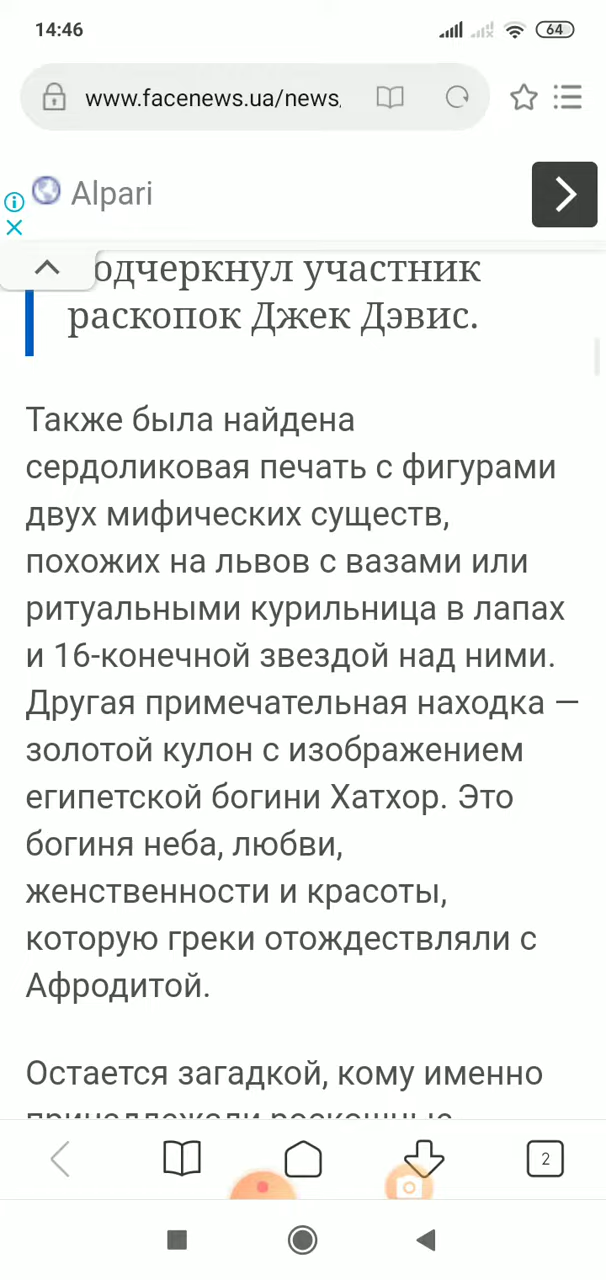 14:46
64
www.facenews.ua/news,
Alpari
одчеркнул участник
раскопок Джек Дэвис.
Также была найдена
сердоликовая печать с фигурами
двух мифических существ,
похожих на львов с вазами или
ритуальными курильница в лапах
и 16-конечной звездой над ними.
Другая примечательная находка —
золотой кулон с изображением
египетской богини Хатхор. Это
богиня неба, любви,
женственности и красоты,
которую греки отождествляли с
Афродитой.
Остается загадкой, кому именно
принадлежали роскошные
2